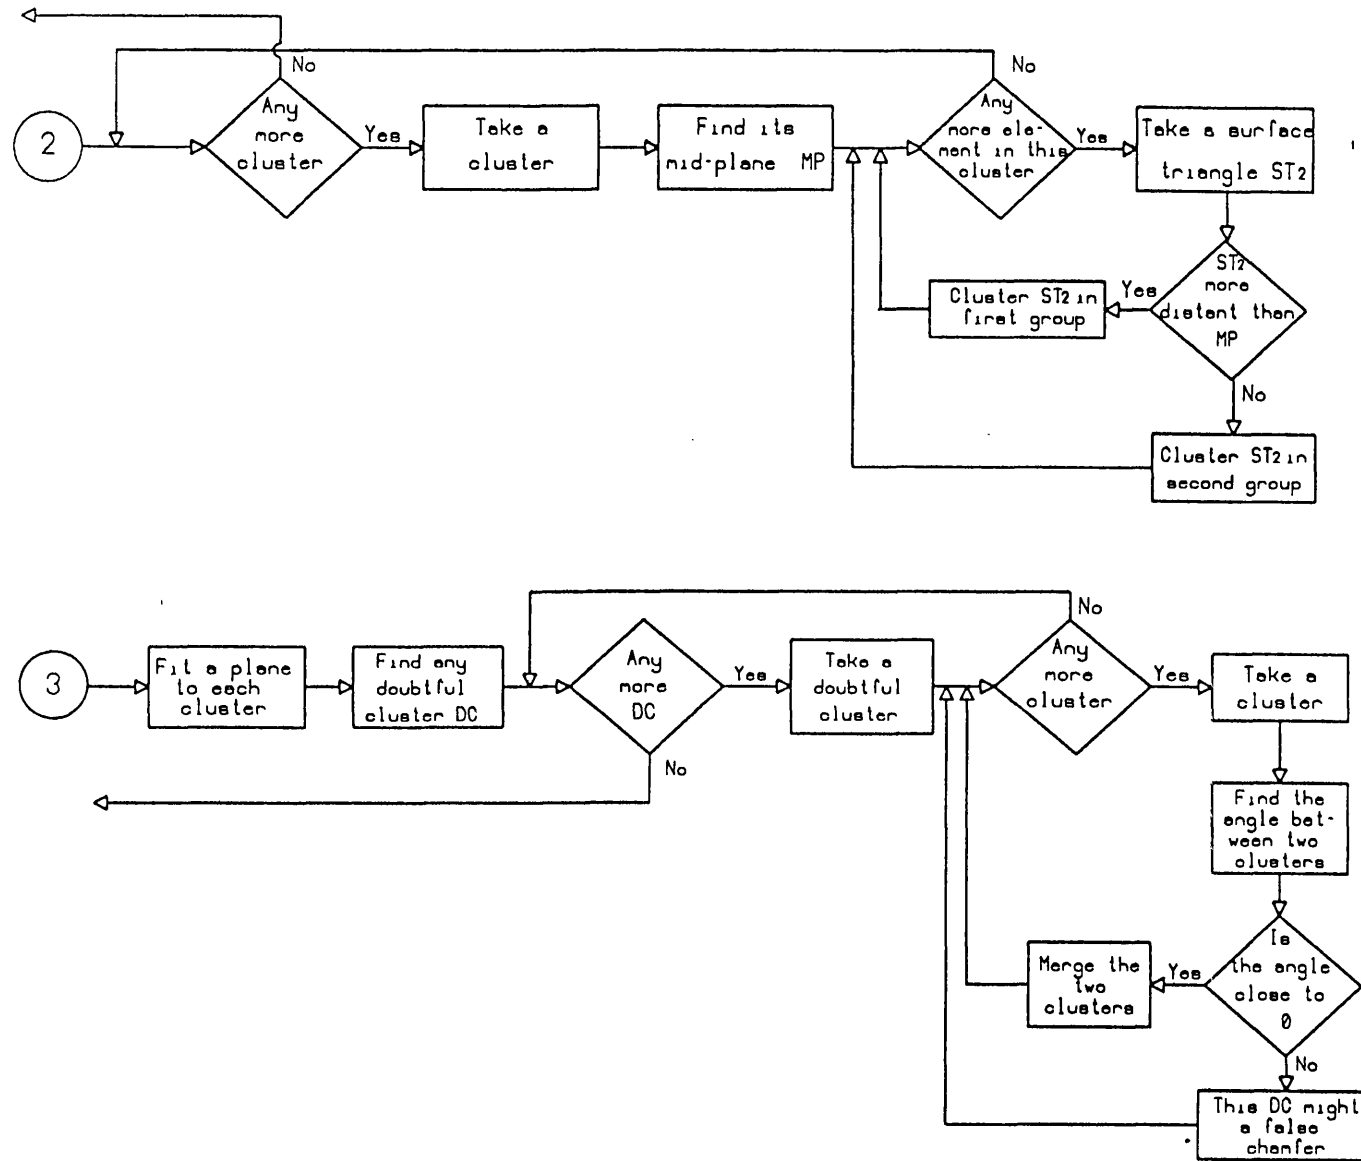 No
No
2
Any
more
cluster
Yes
Take a
cluster
Find its
mid-plane MP
Any
more ele-
ment in this
cluster
Yes
Take a surface
triangle ST2
ST2
more
distant than
MP
Yes
Cluster ST2 in
first group
No
Cluster ST2 in
second group
3
Fit a plane
to each
cluster
Find any
doubtful
cluster DC
Any
more
DC
Yes
No
Take a
doubtful
cluster
No
Any
more
cluster
Yes
Take a
cluster
Find the
angle bet-
ween two
clusters
Is
the angle
close to
0
Yes
Merge the
two
clusters
No
This DC might
a false
chamfer